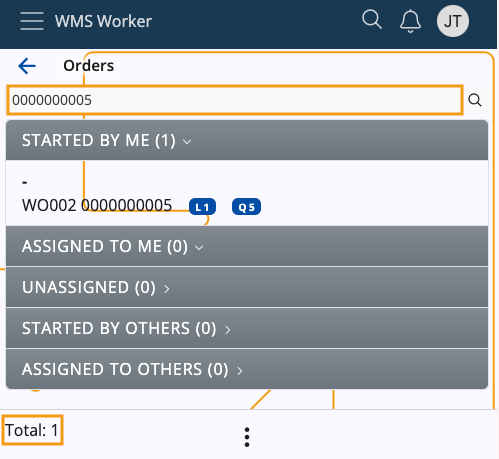 WMS Worker JT
Orders
0000000005
STARTED BY ME (1)
-
WO002 0000000005 L 1 Q 5
ASSIGNED TO ME (0)
UNASSIGNED (0)
STARTED BY OTHERS (0)
ASSIGNED TO OTHERS (0)
Total: 1